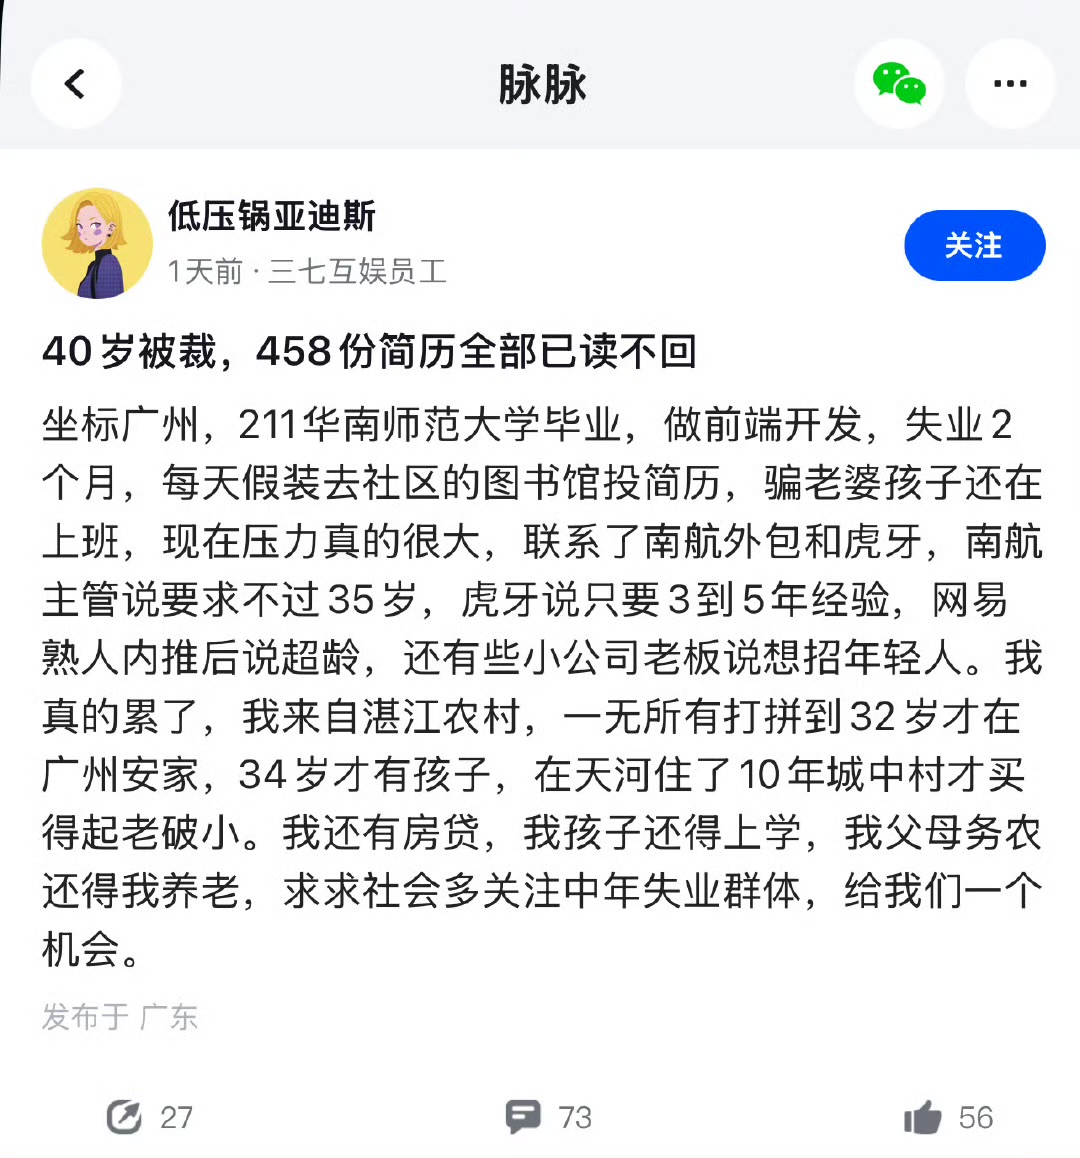 脉脉
低压锅亚迪斯
1天前 · 三七互娱员工
关注
40岁被裁，458份简历全部已读不回
坐标广州，211华南师范大学毕业，做前端开发，失业2
个月，每天假装去社区的图书馆投简历，骗老婆孩子还在
上班，现在压力真的很大，联系了南航外包和虎牙，南航
主管说要求不过35岁，虎牙说只要3到5年经验，网易
熟人内推后说超龄，还有些小公司老板说想招年轻人。我
真的累了，我来自湛江农村，一无所有打拼到32岁才在
广州安家，34岁才有孩子，在天河住了10年城中村才买
得起老破小。我还有房贷，我孩子还得上学，我父母务农
还得我养老，求求社会多关注中年失业群体，给我们一个
机会。
发布于 广东
27
73
56